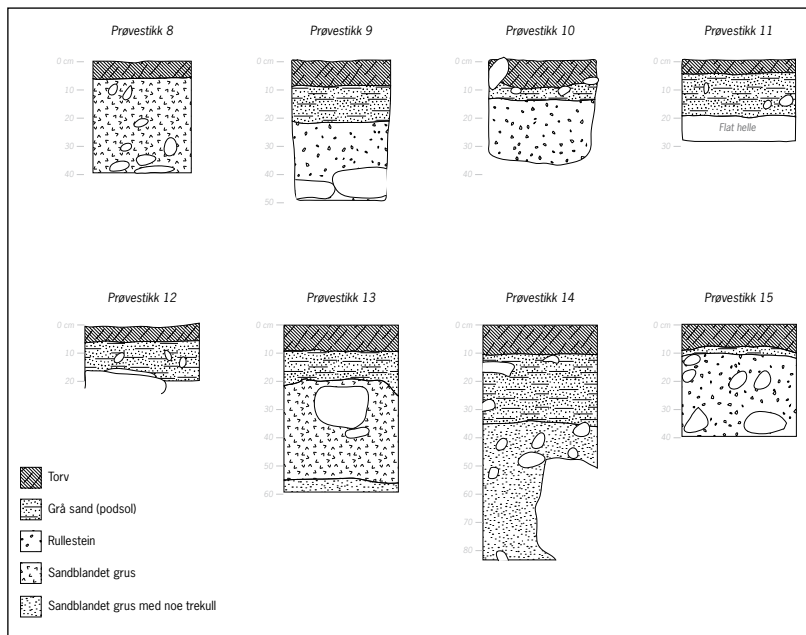 Prøvestikk 8
0 cm
10
20
30
40
Prøvestikk 9
0 cm
10
20
30
40
50
Prøvestikk 10
0 cm
10
20
30
40
Prøvestikk 11
0 cm
10
20
30
Flat helle
Prøvestikk 12
0 cm
10
20
Prøvestikk 13
0 cm
10
20
30
40
50
60
Prøvestikk 14
0 cm
10
20
30
40
50
60
70
80
Prøvestikk 15
0 cm
10
20
30
40
Torv
Grå sand (podsol)
Rullestein
Sandblandet grus
Sandblandet grus med noe trekull